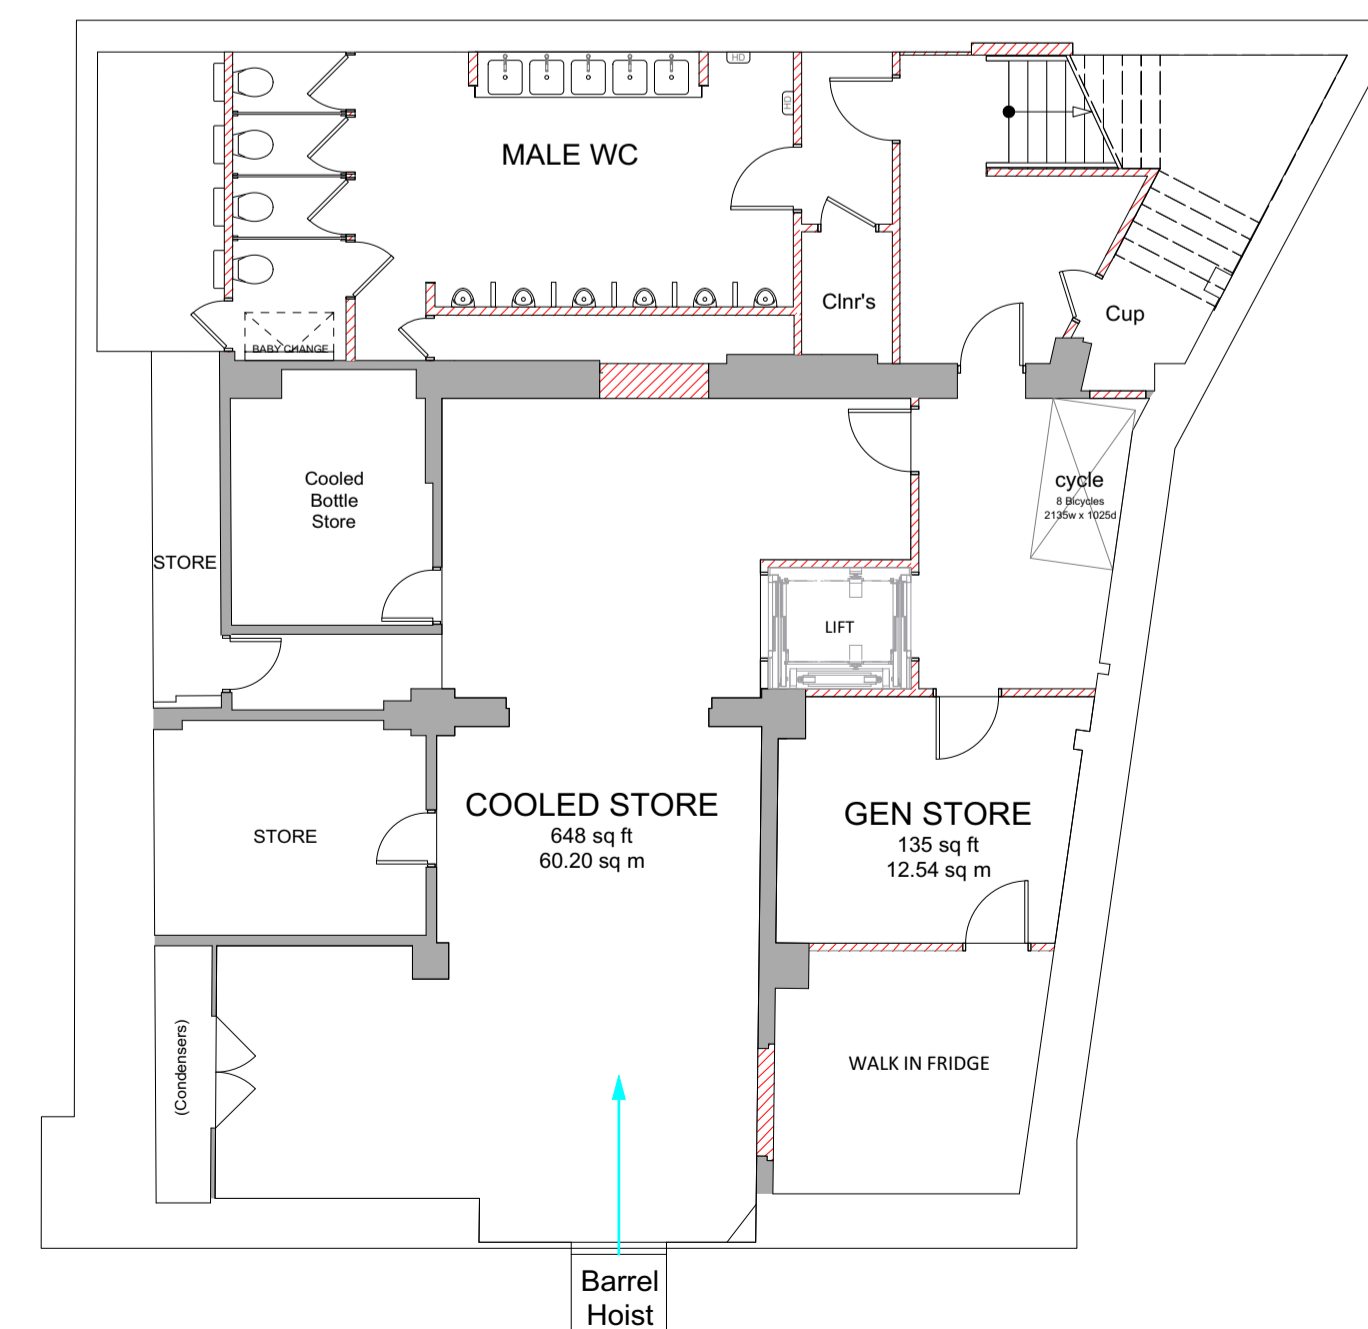 HD
HD
MALE WC
Clnr's
Cup
BABY CHANGE
Cooled
Bottle
Store
cycle
8 Bicycles
2135w x 1025d
STORE
LIFT
COOLED STORE
648 sq ft
60.20 sq m
GEN STORE
135 sq ft
12.54 sq m
STORE
(Condensers)
WALK IN FRIDGE
Barrel
Hoist